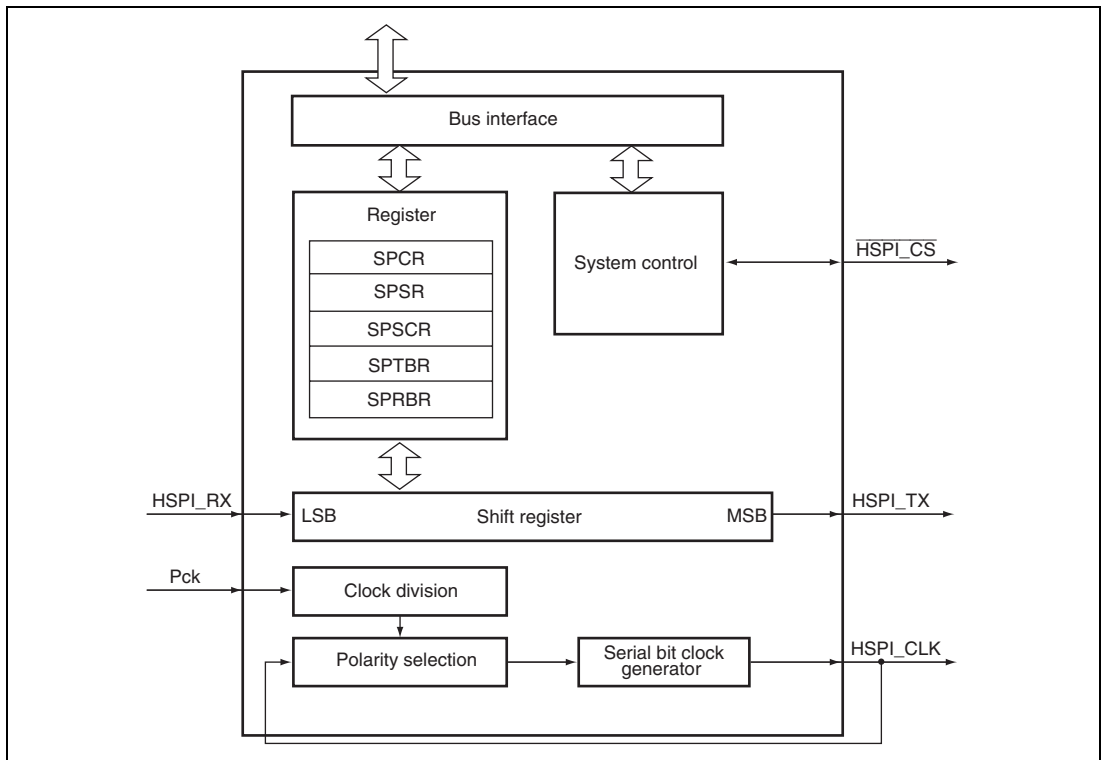 Bus interface
Register
SPCR
SPSR
SPSCR
SPTBR
SPRBR
System control
HSPI_CS
HSPI_RX
LSB
Shift register
MSB
HSPI_TX
Pck
Clock division
Polarity selection
Serial bit clock
generator
HSPI_CLK